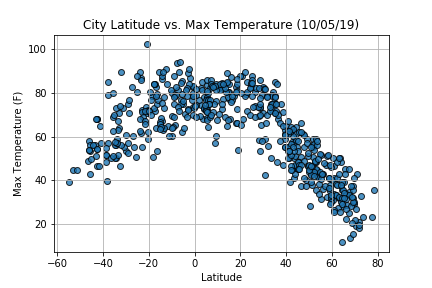 City Latitude vs. Max Temperature (10/05/19)
Max Temperature (F)
100
80
60
40
20
−60 −40 −20 0 20 40 60 80
Latitude